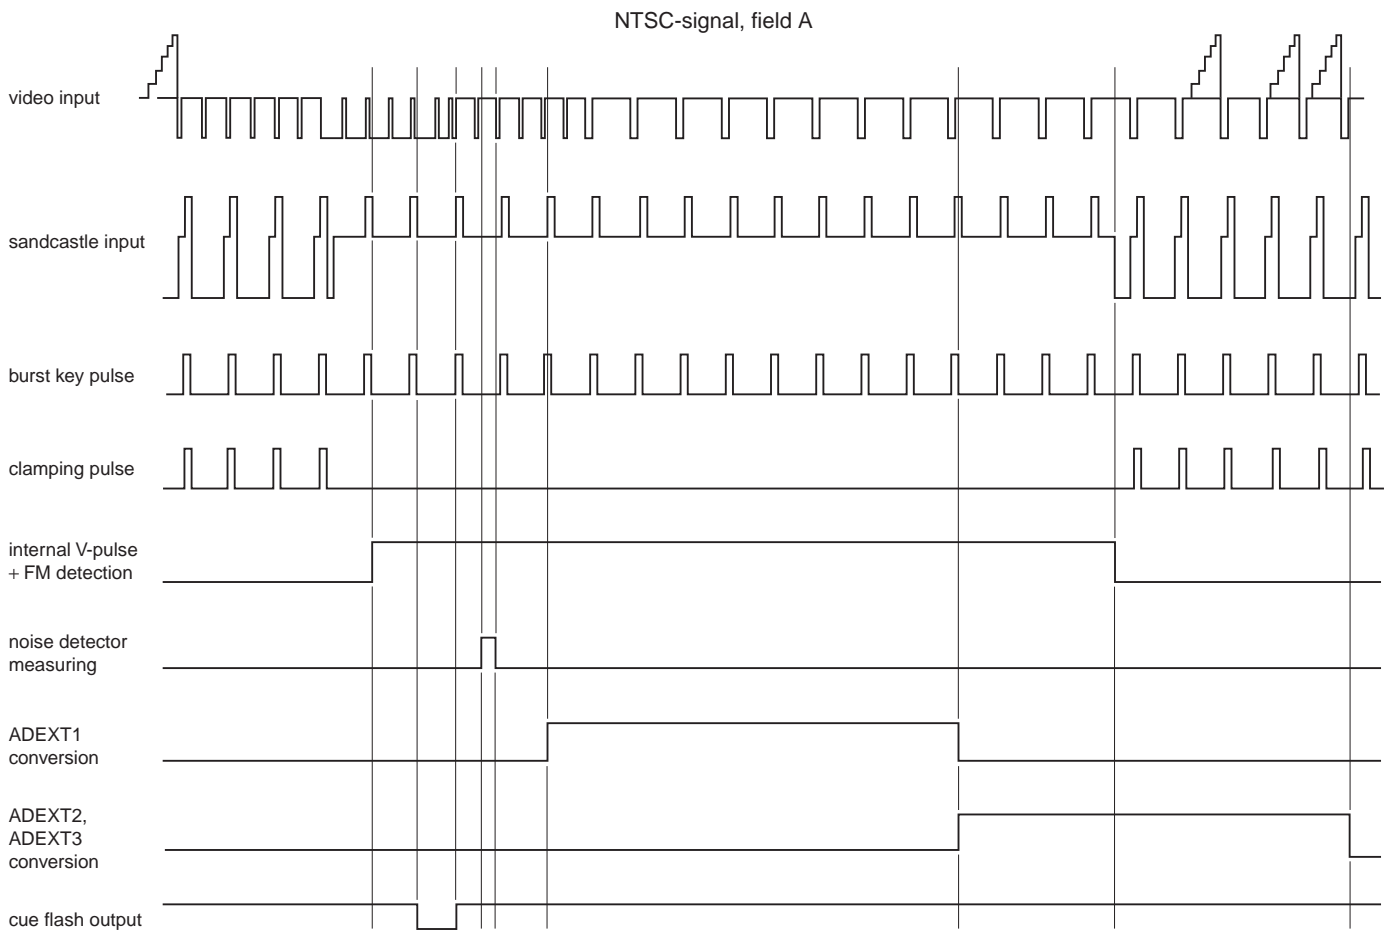 NTSC-signal, field A
video input
sandcastle input
burst key pulse
clamping pulse
internal V-pulse
+ FM detection
noise detector
measuring
ADEXT1
conversion
ADEXT2,
ADEXT3
conversion
cue flash output